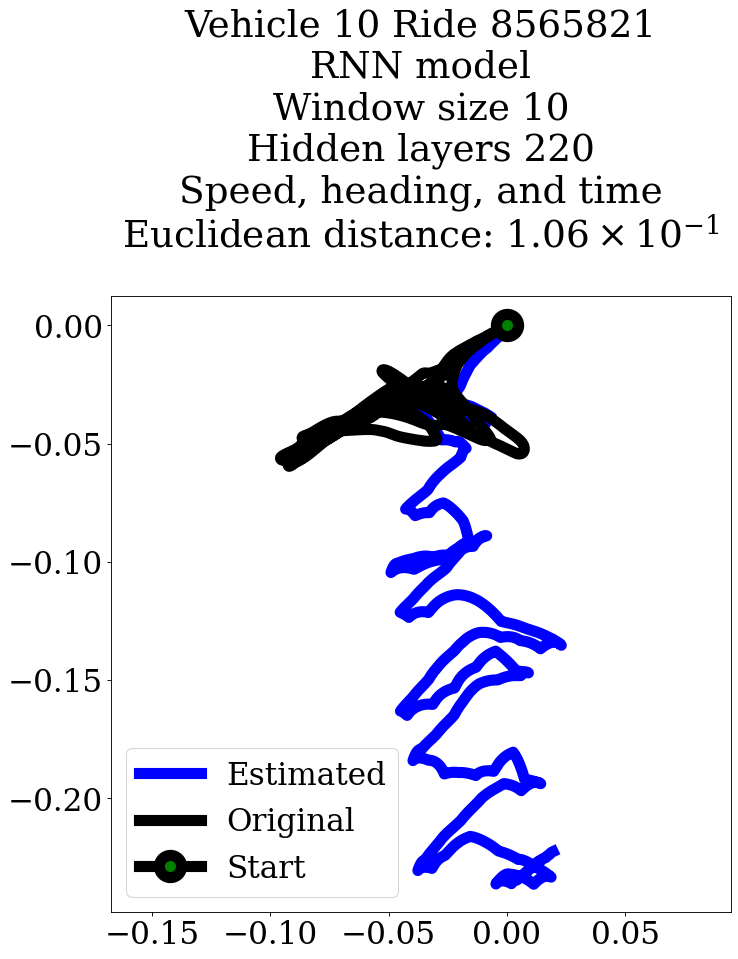 Vehicle 10 Ride 8565821
RNN model
Window size 10
Hidden layers 220
Speed, heading, and time
Euclidean distance: 1.06 × 10⁻¹
0.00
−0.05
−0.10
−0.15
−0.20
Estimated
Original
Start
−0.15 −0.10 −0.05 0.00 0.05